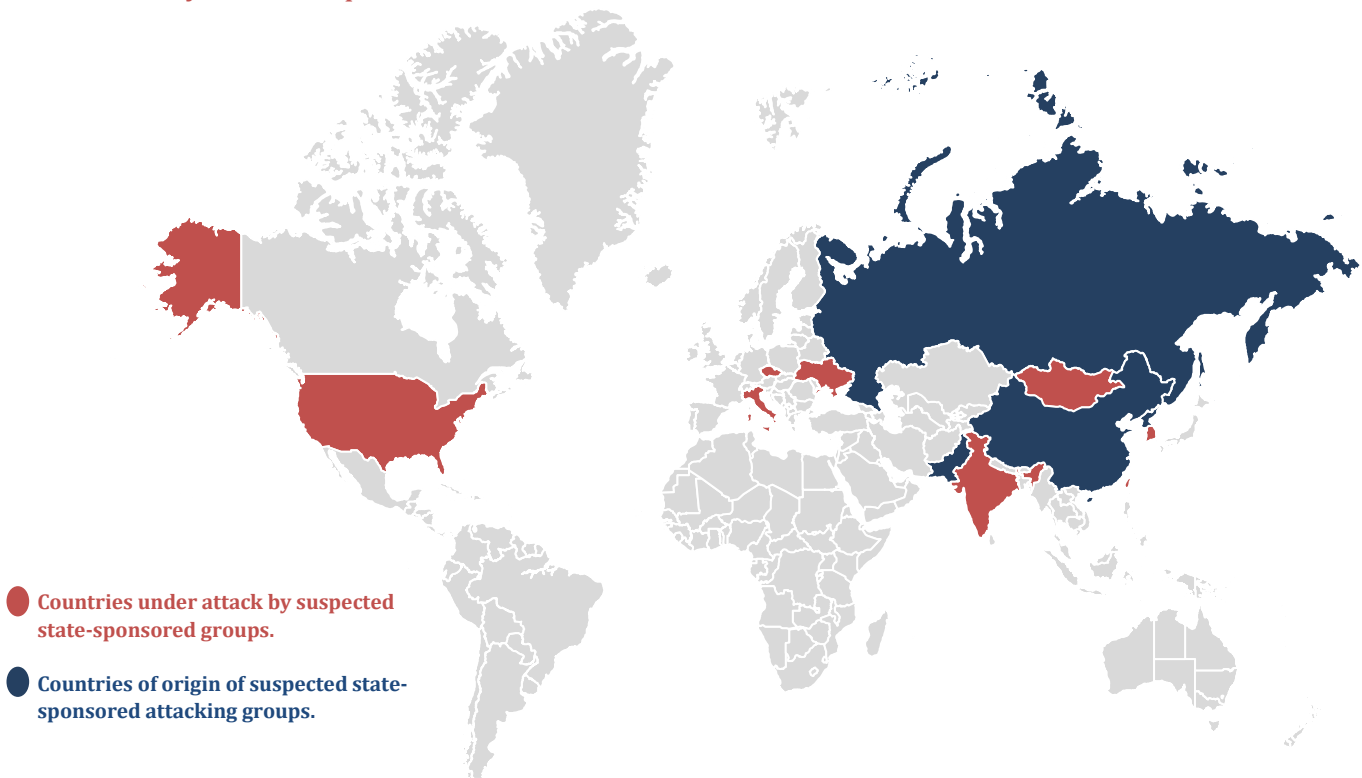 Countries under attack by suspected
state-sponsored groups.
Countries of origin of suspected state-
sponsored attacking groups.